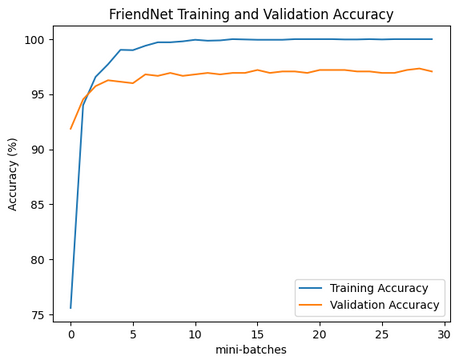 FriendNet Training and Validation Accuracy
100
95
90
85
80
75
Accuracy (%)
Training Accuracy
Validation Accuracy
0 5 10 15 20 25 30
mini-batches